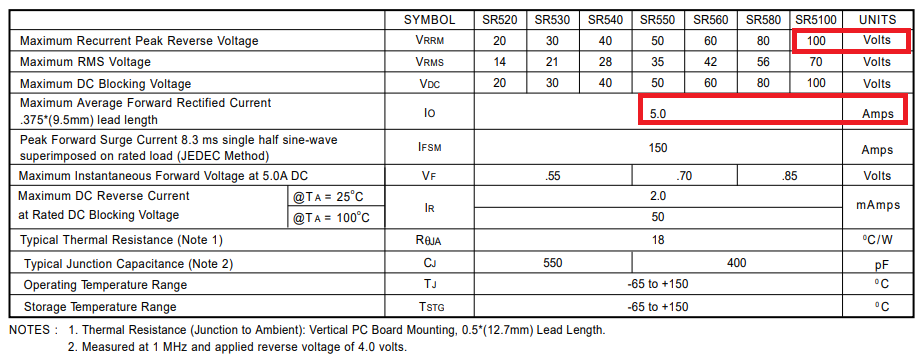 SYMBOL SR520 SR530 SR540 SR550 SR560 SR580 SR5100 UNITS
Maximum Recurrent Peak Reverse Voltage VRRM 20 30 40 50 60 80 100 Volts
Maximum RMS Voltage VRMS 14 21 28 35 42 56 70 Volts
Maximum DC Blocking Voltage VDC 20 30 40 50 60 80 100 Volts
Maximum Average Forward Rectified Current
.375*(9.5mm) lead length IO 5.0 Amps
Peak Forward Surge Current 8.3 ms single half sine-wave
superimposed on rated load (JEDEC Method) IFSM 150 Amps
Maximum Instantaneous Forward Voltage at 5.0A DC VF .55 .70 .85 Volts
Maximum DC Reverse Current @TA = 25°C 2.0
at Rated DC Blocking Voltage @TA = 100°C IR 50 mAmps
Typical Thermal Resistance (Note 1) RθJA 18 °C/W
Typical Junction Capacitance (Note 2) CJ 550 400 pF
Operating Temperature Range TJ -65 to +150 °C
Storage Temperature Range TSTG -65 to +150 °C
NOTES : 1. Thermal Resistance (Junction to Ambient): Vertical PC Board Mounting, 0.5*(12.7mm) Lead Length.
2. Measured at 1 MHz and applied reverse voltage of 4.0 volts.